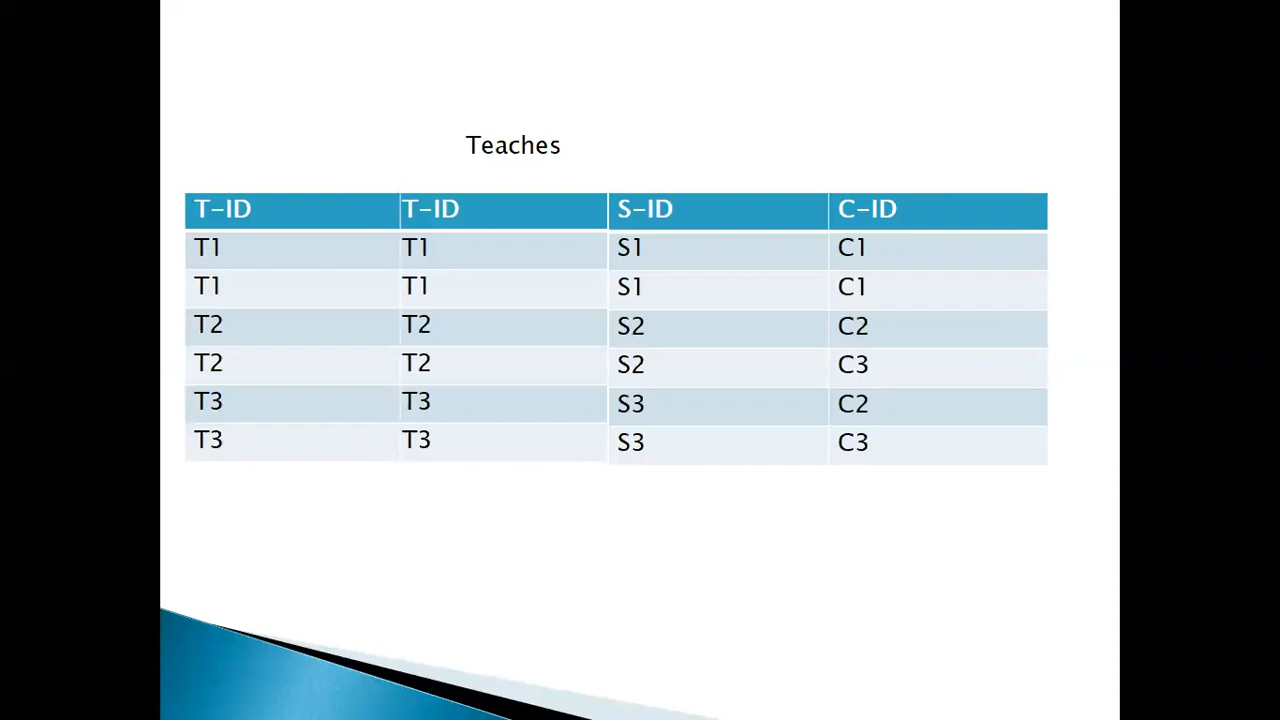 Teaches
T-ID T-ID S-ID C-ID
T1 T1 S1 C1
T1 T1 S1 C1
T2 T2 S2 C2
T2 T2 S2 C3
T3 T3 S3 C2
T3 T3 S3 C3